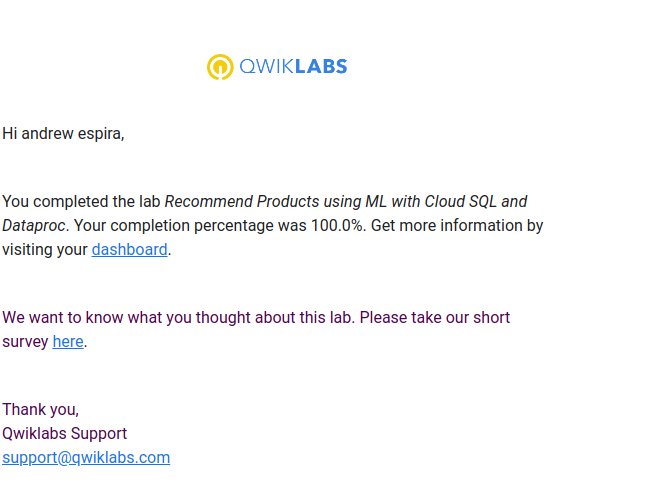 QWIKLABS
Hi andrew espira,
You completed the lab Recommend Products using ML with Cloud SQL and
Dataproc. Your completion percentage was 100.0%. Get more information by
visiting your dashboard.
We want to know what you thought about this lab. Please take our short
survey here.
Thank you,
Qwiklabs Support
support@qwiklabs.com